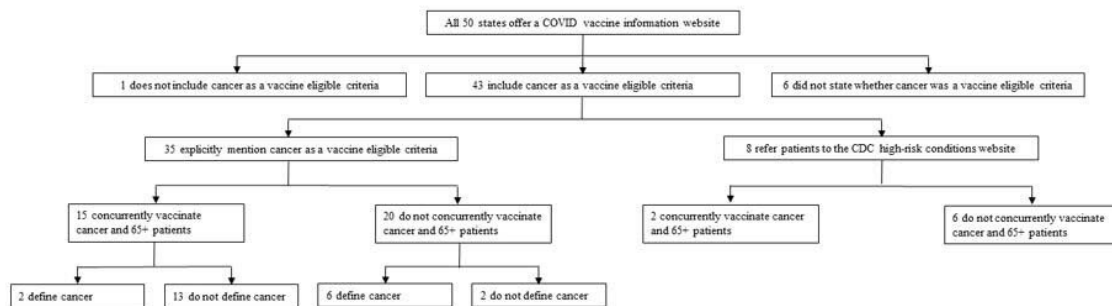 All 50 states offer a COVID vaccine information website
1 does not include cancer as a vaccine eligible criteria
43 include cancer as a vaccine eligible criteria
6 did not state whether cancer was a vaccine eligible criteria
35 explicitly mention cancer as a vaccine eligible criteria
8 refer patients to the CDC high-risk conditions website
15 concurrently vaccinate
cancer and 65+ patients
20 do not concurrently vaccinate
cancer and 65+ patients
2 concurrently vaccinate cancer
and 65+ patients
6 do not concurrently vaccinate
cancer and 65+ patients
2 define cancer
13 do not define cancer
6 define cancer
2 do not define cancer